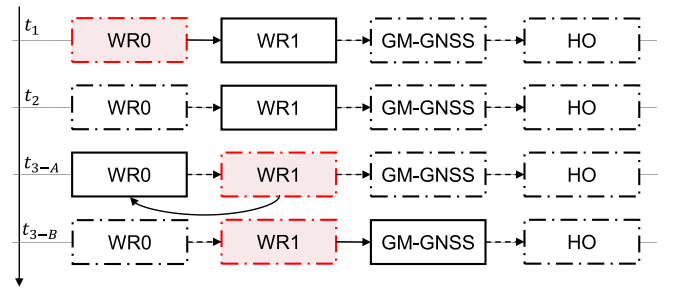 t₁ WR0 WR1 GM-GNSS HO
t₂ WR0 WR1 GM-GNSS HO
t₃₋A WR0 WR1 GM-GNSS HO
t₃₋B WR0 WR1 GM-GNSS HO